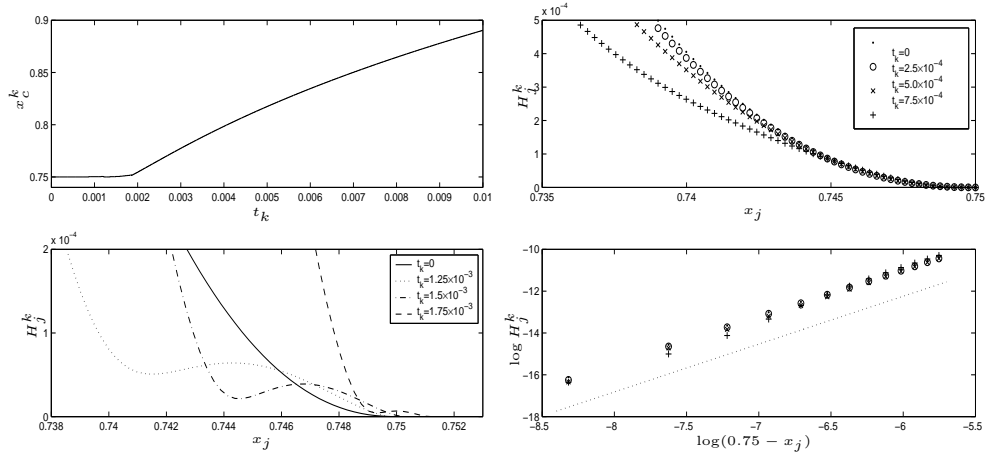 0.9
0.85
0.8
0.75
x_c^k
0 0.001 0.002 0.003 0.004 0.005 0.006 0.007 0.008 0.009 0.01
t_k
x 10^−4
5
4
3
2
1
0
H_j^k
0.735 0.74 0.745 0.75
x_j
t_k=0
t_k=2.5×10^−4
t_k=5.0×10^−4
t_k=7.5×10^−4
x 10^−4
2
1
0
H_j^k
0.738 0.74 0.742 0.744 0.746 0.748 0.75 0.752
x_j
t_k=0
t_k=1.25×10^−3
t_k=1.5×10^−3
t_k=1.75×10^−3
−10
−12
−14
−16
−18
log H_j^k
−8.5 −8 −7.5 −7 −6.5 −6 −5.5
log(0.75 − x_j)